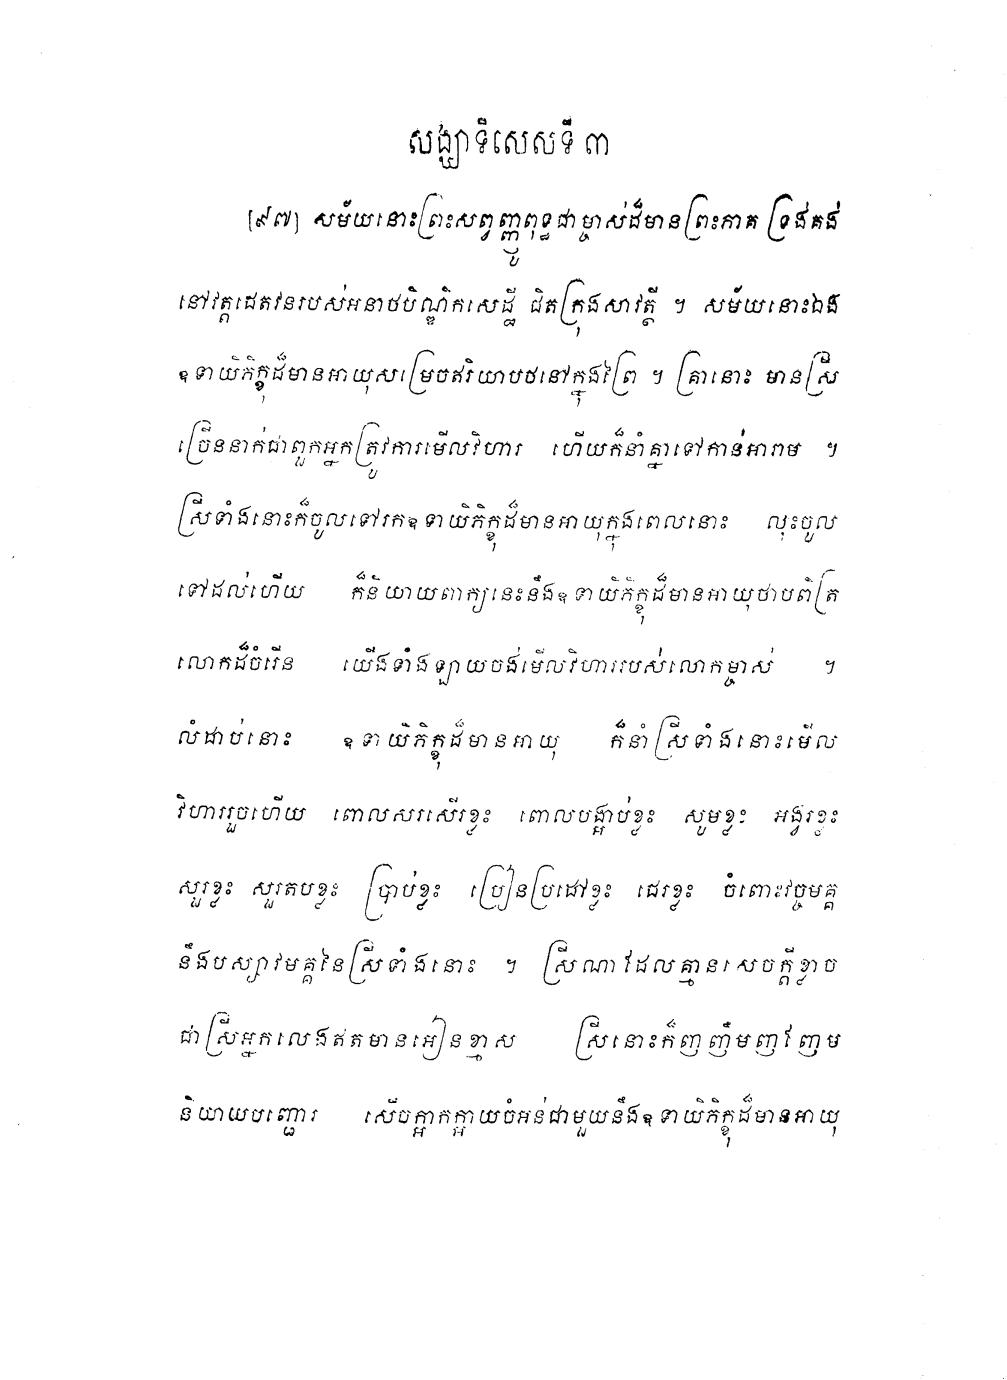 សង្ឃាទិសេសទី ៣
[៩៧] សម័យនោះព្រះសព្វញ្ញុពុទ្ធជាម្ចាស់ដ៏មានព្រះភាគ ទ្រង់គង់
នៅវត្តជេតវនរបស់អនាថបិណ្ឌិកសេដ្ឋី ជិតក្រុងសាវត្ថី ។ សម័យនោះឯង
ឧទាយិភិក្ខុដ៏មានអាយុសម្រេចឥរិយាបថនៅក្នុងព្រៃ ។ គ្រានោះ មានស្រី
ច្រើននាក់ជាពួកអ្នកត្រូវការមើលវិហារ ហើយក៏នាំគ្នាទៅកាន់អារាម ។
ស្រីទាំងនោះក៏ចូលទៅរកឧទាយិភិក្ខុដ៏មានអាយុក្នុងពេលនោះ លុះចូល
ទៅដល់ហើយ ក៏និយាយពាក្យនេះនឹងឧទាយិភិក្ខុដ៏មានអាយុថាបពិត្រ
លោកដ៏ចំរើន យើងទាំងឡាយចង់មើលវិហាររបស់លោកម្ចាស់ ។
លំដាប់នោះ ឧទាយិភិក្ខុដ៏មានអាយុ ក៏នាំស្រីទាំងនោះមើល
វិហាររួចហើយ ពោលសរសើរខ្លះ ពោលបង្អាប់ខ្លះ សូមខ្លះ អង្វរខ្លះ
សួរខ្លះ សួរតបខ្លះ ប្រាប់ខ្លះ ប្រៀនប្រដៅខ្លះ ជេរខ្លះ ចំពោះវច្ចមគ្គ
នឹងបស្សាវមគ្គនៃស្រីទាំងនោះ ។ ស្រីណាដែលគ្មានសេចក្តីខ្លាច
ជាស្រីអ្នកលេងឥតមានអៀនខ្មាស ស្រីនោះក៏ញញឹមញញែម
និយាយបញ្ជោរ សើចក្អាកក្អាយចំអន់ជាមួយនឹងឧទាយិភិក្ខុដ៏មានអាយុ